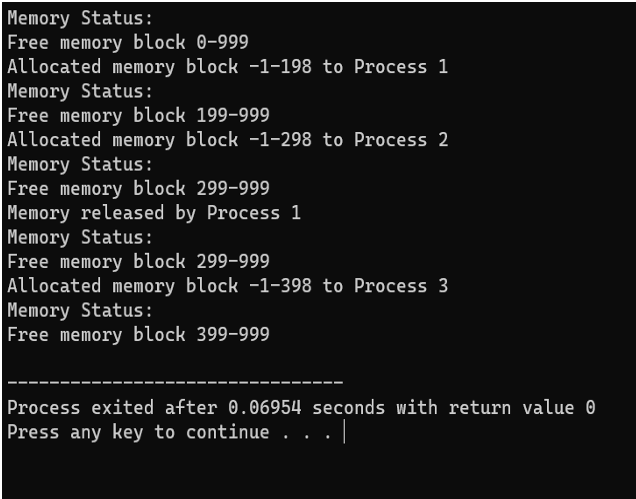 Memory Status:
Free memory block 0-999
Allocated memory block -1-198 to Process 1
Memory Status:
Free memory block 199-999
Allocated memory block -1-298 to Process 2
Memory Status:
Free memory block 299-999
Memory released by Process 1
Memory Status:
Free memory block 299-999
Allocated memory block -1-398 to Process 3
Memory Status:
Free memory block 399-999
--------------------------------
Process exited after 0.06954 seconds with return value 0
Press any key to continue . . .